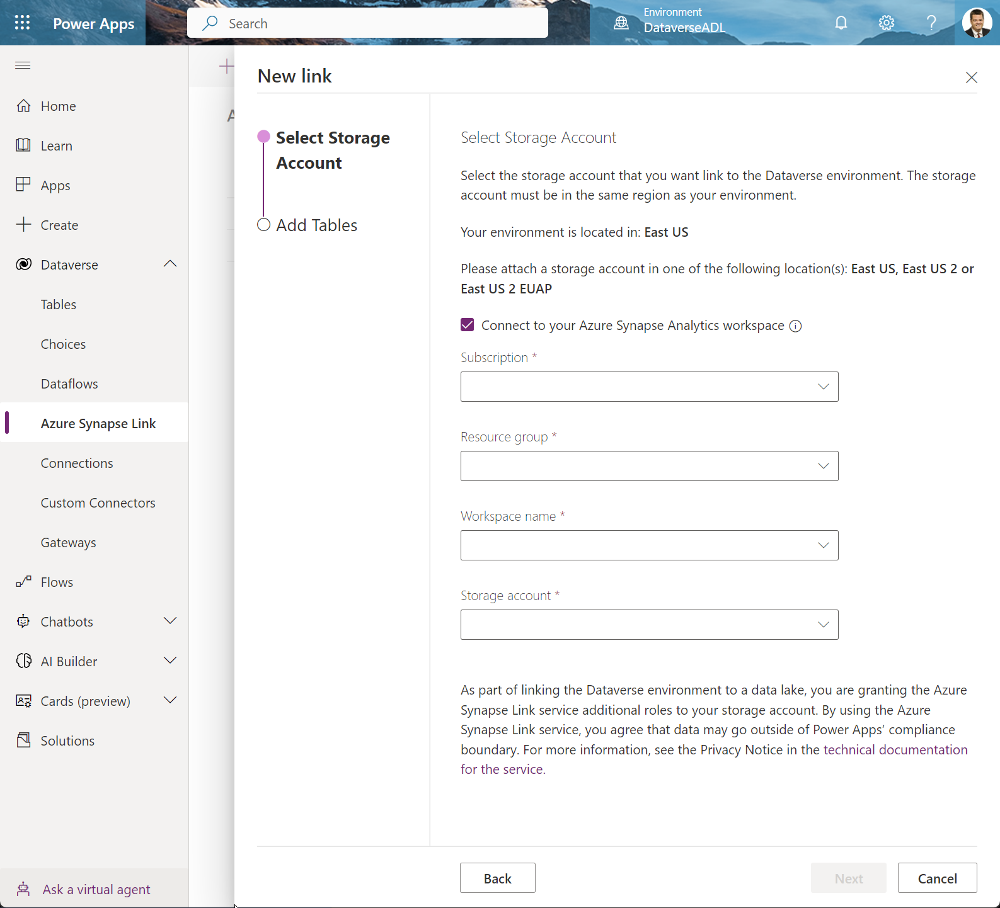 Power Apps
Search
Environment
DataverseADL
Home
Learn
Apps
Create
Dataverse
Tables
Choices
Dataflows
Azure Synapse Link
Connections
Custom Connectors
Gateways
Flows
Chatbots
AI Builder
Cards (preview)
Solutions
Ask a virtual agent
New link
Select Storage
Account
Add Tables
Select Storage Account
Select the storage account that you want link to the Dataverse environment. The storage
account must be in the same region as your environment.
Your environment is located in: East US
Please attach a storage account in one of the following location(s): East US, East US 2 or
East US 2 EUAP
Connect to your Azure Synapse Analytics workspace
Subscription *
Resource group *
Workspace name *
Storage account *
As part of linking the Dataverse environment to a data lake, you are granting the Azure
Synapse Link service additional roles to your storage account. By using the Azure
Synapse Link service, you agree that data may go outside of Power Apps’ compliance
boundary. For more information, see the Privacy Notice in the technical documentation
for the service.
Back
Next
Cancel